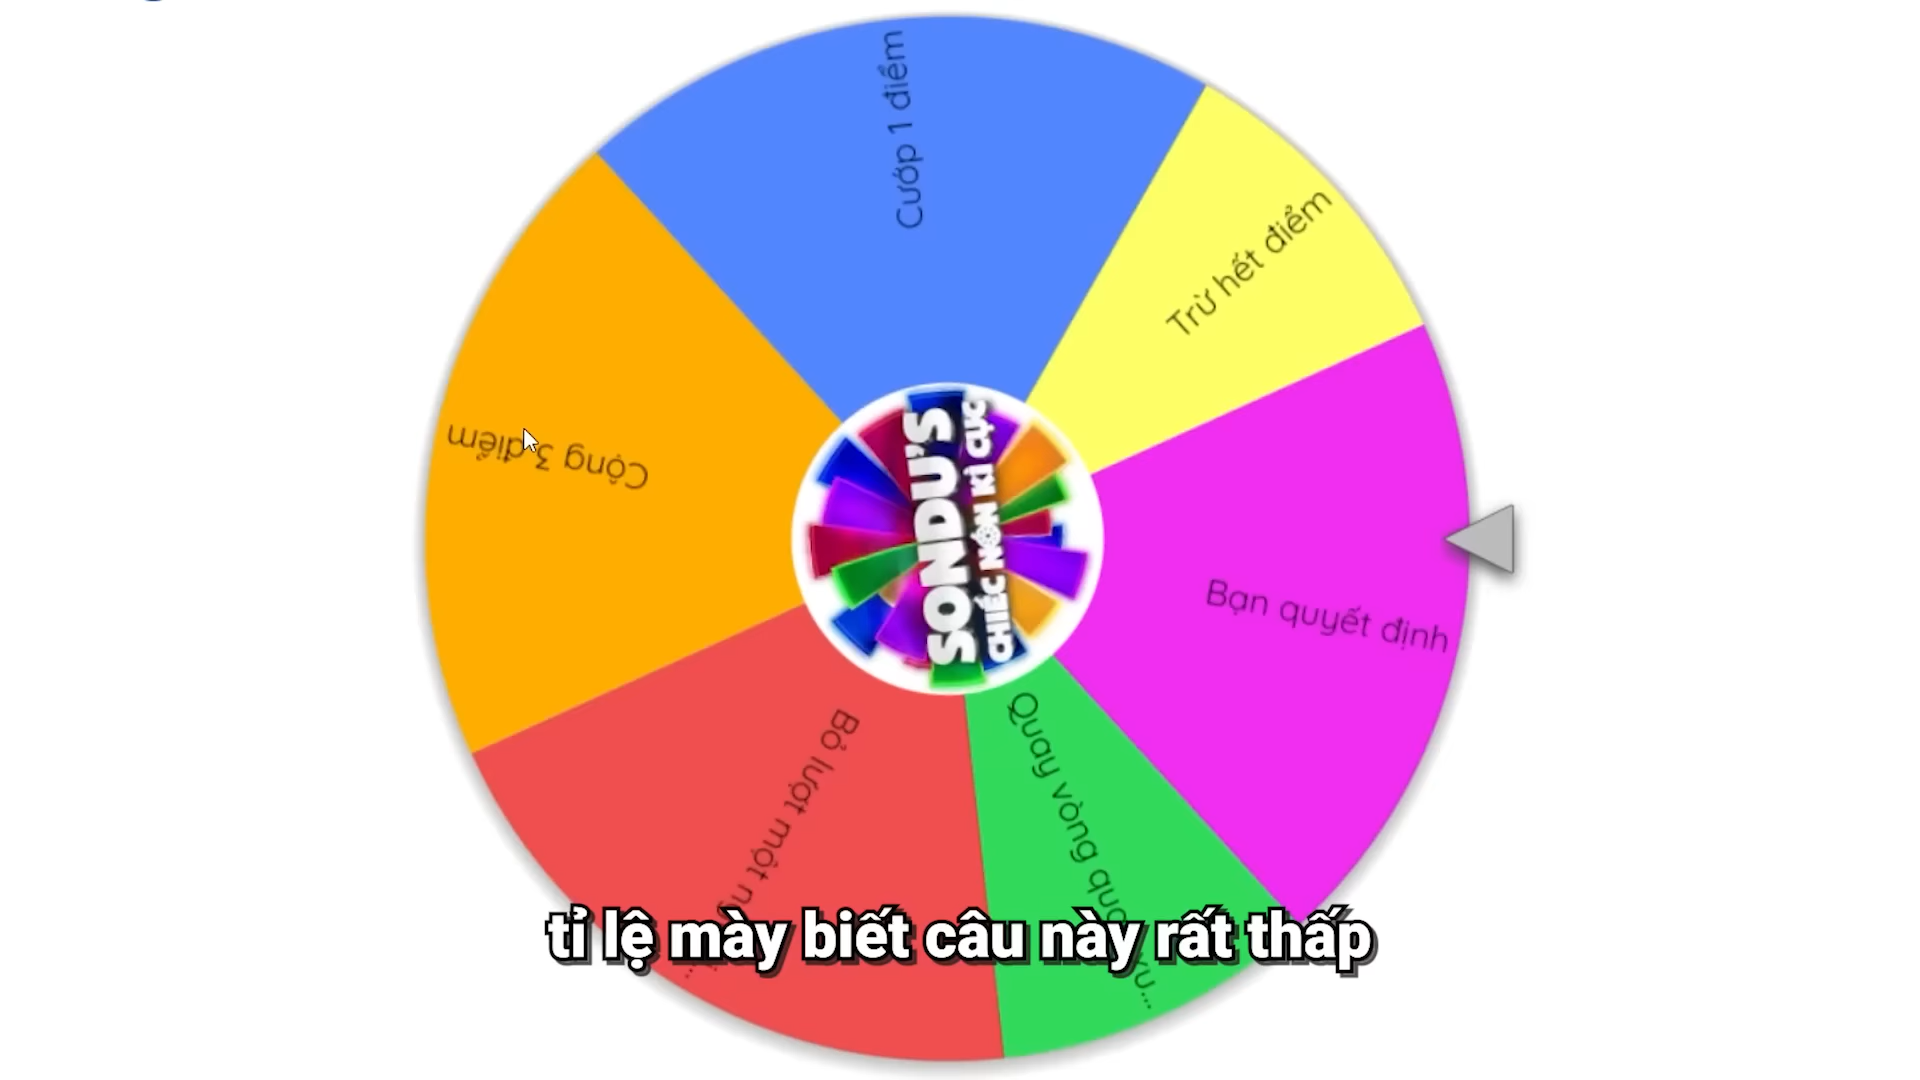 Cướp 1 điểm
Trừ hết điểm
Cộng 3 điểm
SONDU'S
CHIẾC NÓN KÌ CỰC
Bạn quyết định
Bỏ lượt một
Quay vòng
tỉ lệ mày biết câu này rất thấp